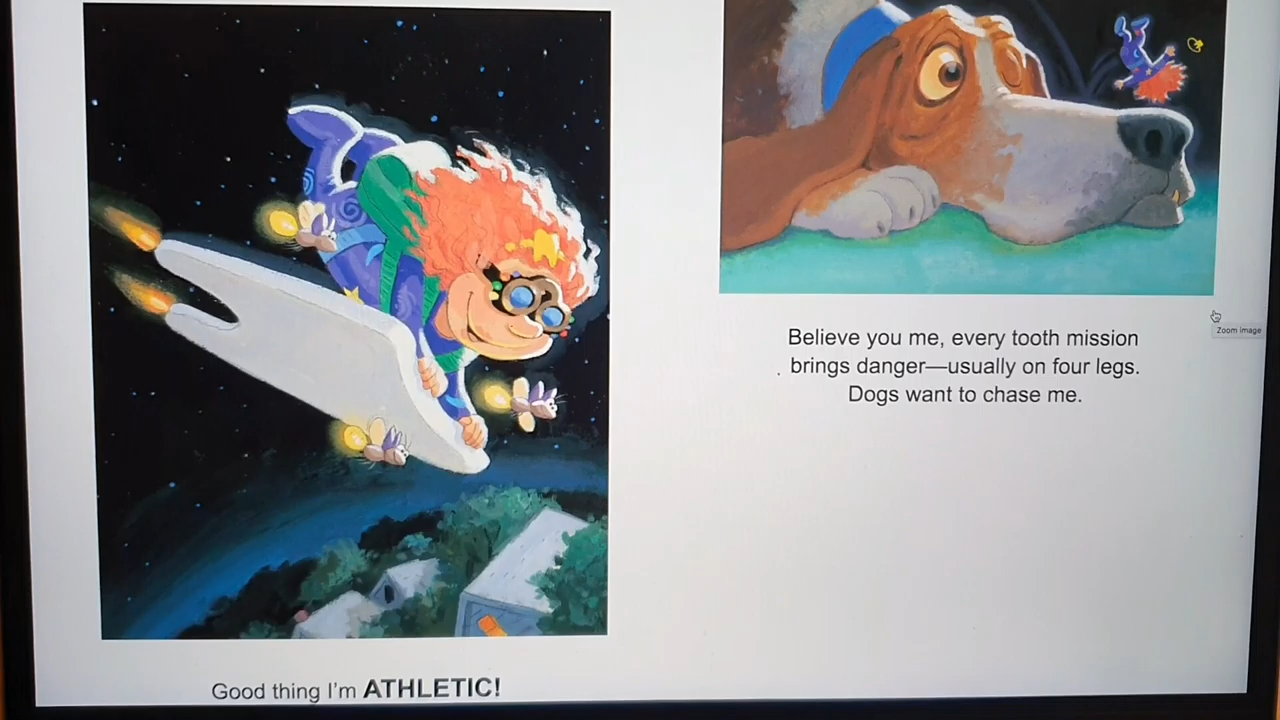 Good thing I'm ATHLETIC!
Believe you me, every tooth mission
brings danger—usually on four legs.
Dogs want to chase me.
Zoom image